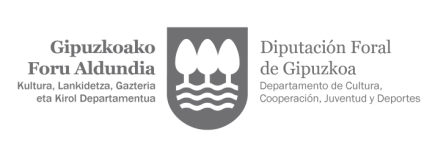 Gipuzkoako
Foru Aldundia
Kultura, Lankidetza, Gazteria
eta Kirol Departamentua
Diputación Foral
de Gipuzkoa
Departamento de Cultura,
Cooperación, Juventud y Deportes